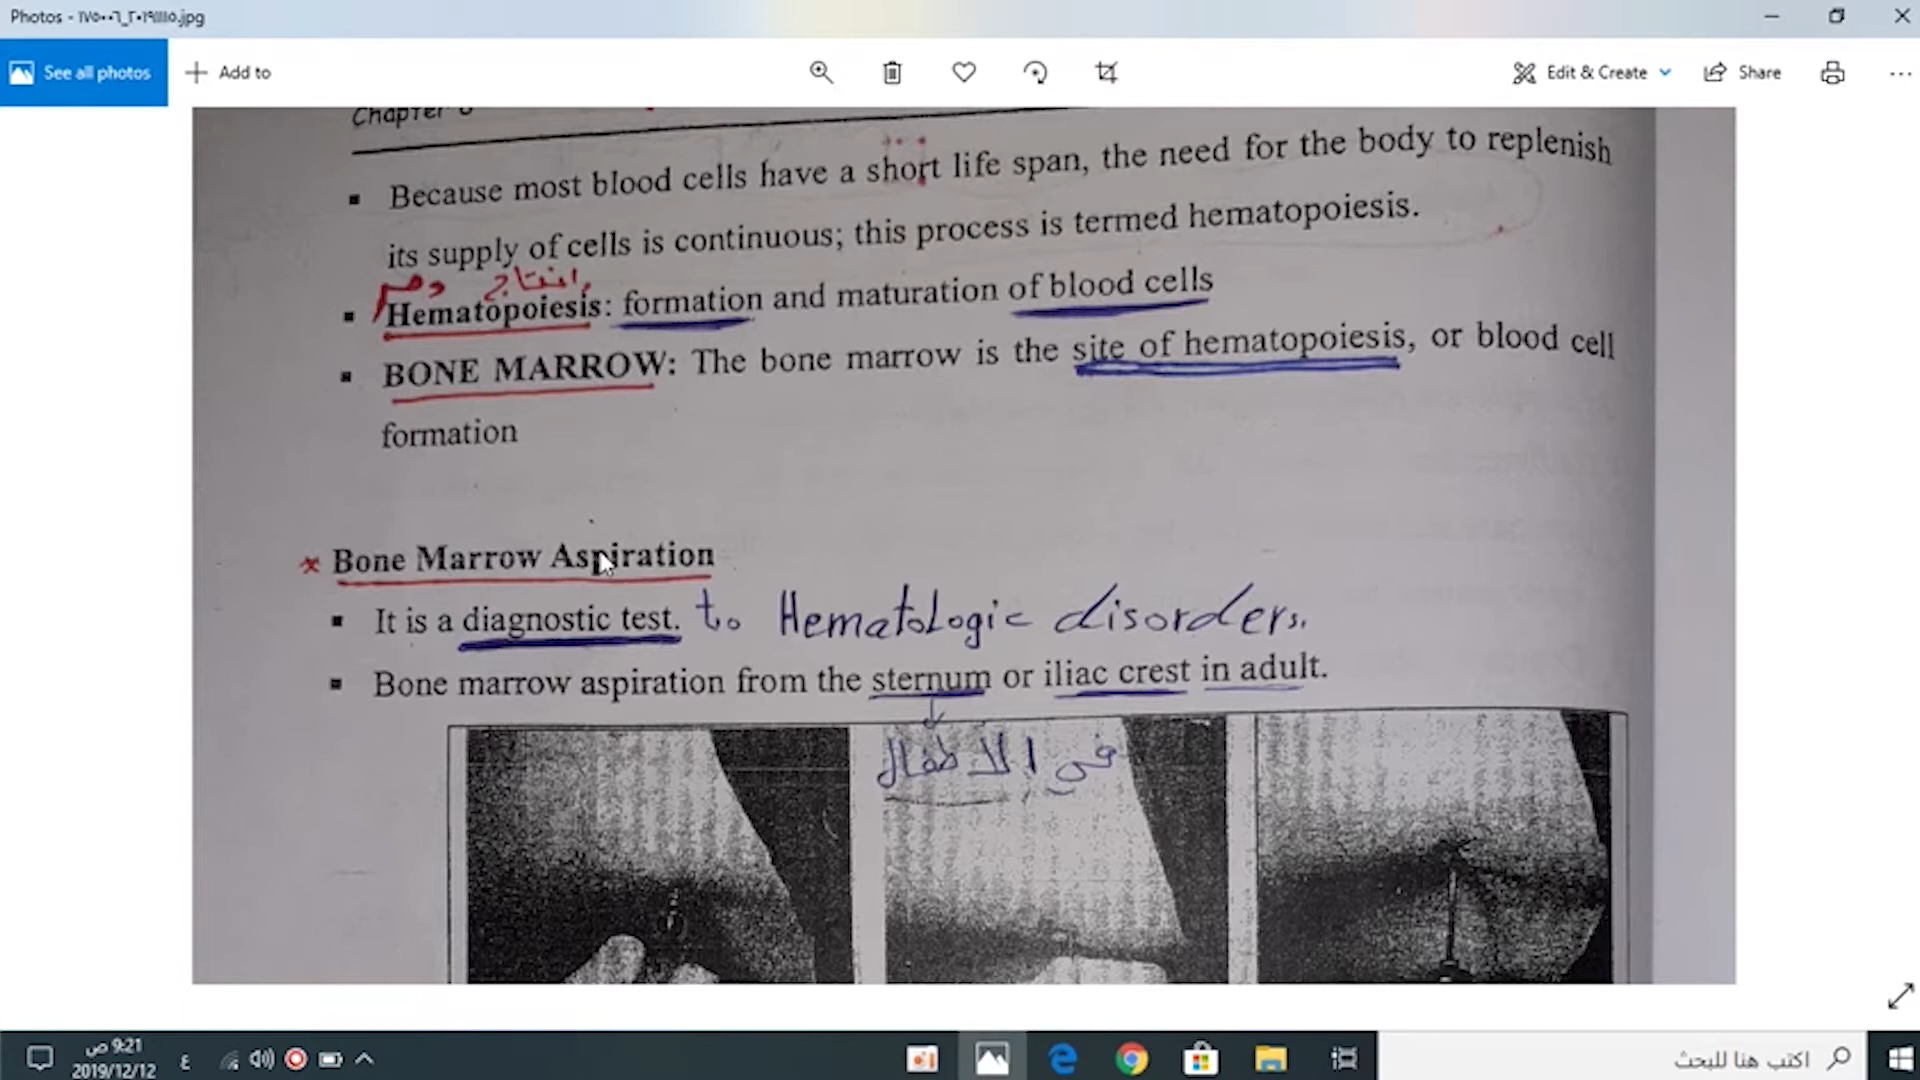 Photos - ٢٠١٩١١١٥_١٧٥٠٠٦.jpg
See all photos
Add to
Edit & Create
Share
Chapter
Because most blood cells have a short life span, the need for the body to replenish
its supply of cells is continuous; this process is termed hematopoiesis.
إنتاج دم
Hematopoiesis: formation and maturation of blood cells
BONE MARROW: The bone marrow is the site of hematopoiesis, or blood cell
formation
Bone Marrow Aspiration
It is a diagnostic test. to Hematologic disorders.
Bone marrow aspiration from the sternum or iliac crest in adult.
في الاطفال
9:21 ص
2019/12/12
ع
اكتب هنا للبحث